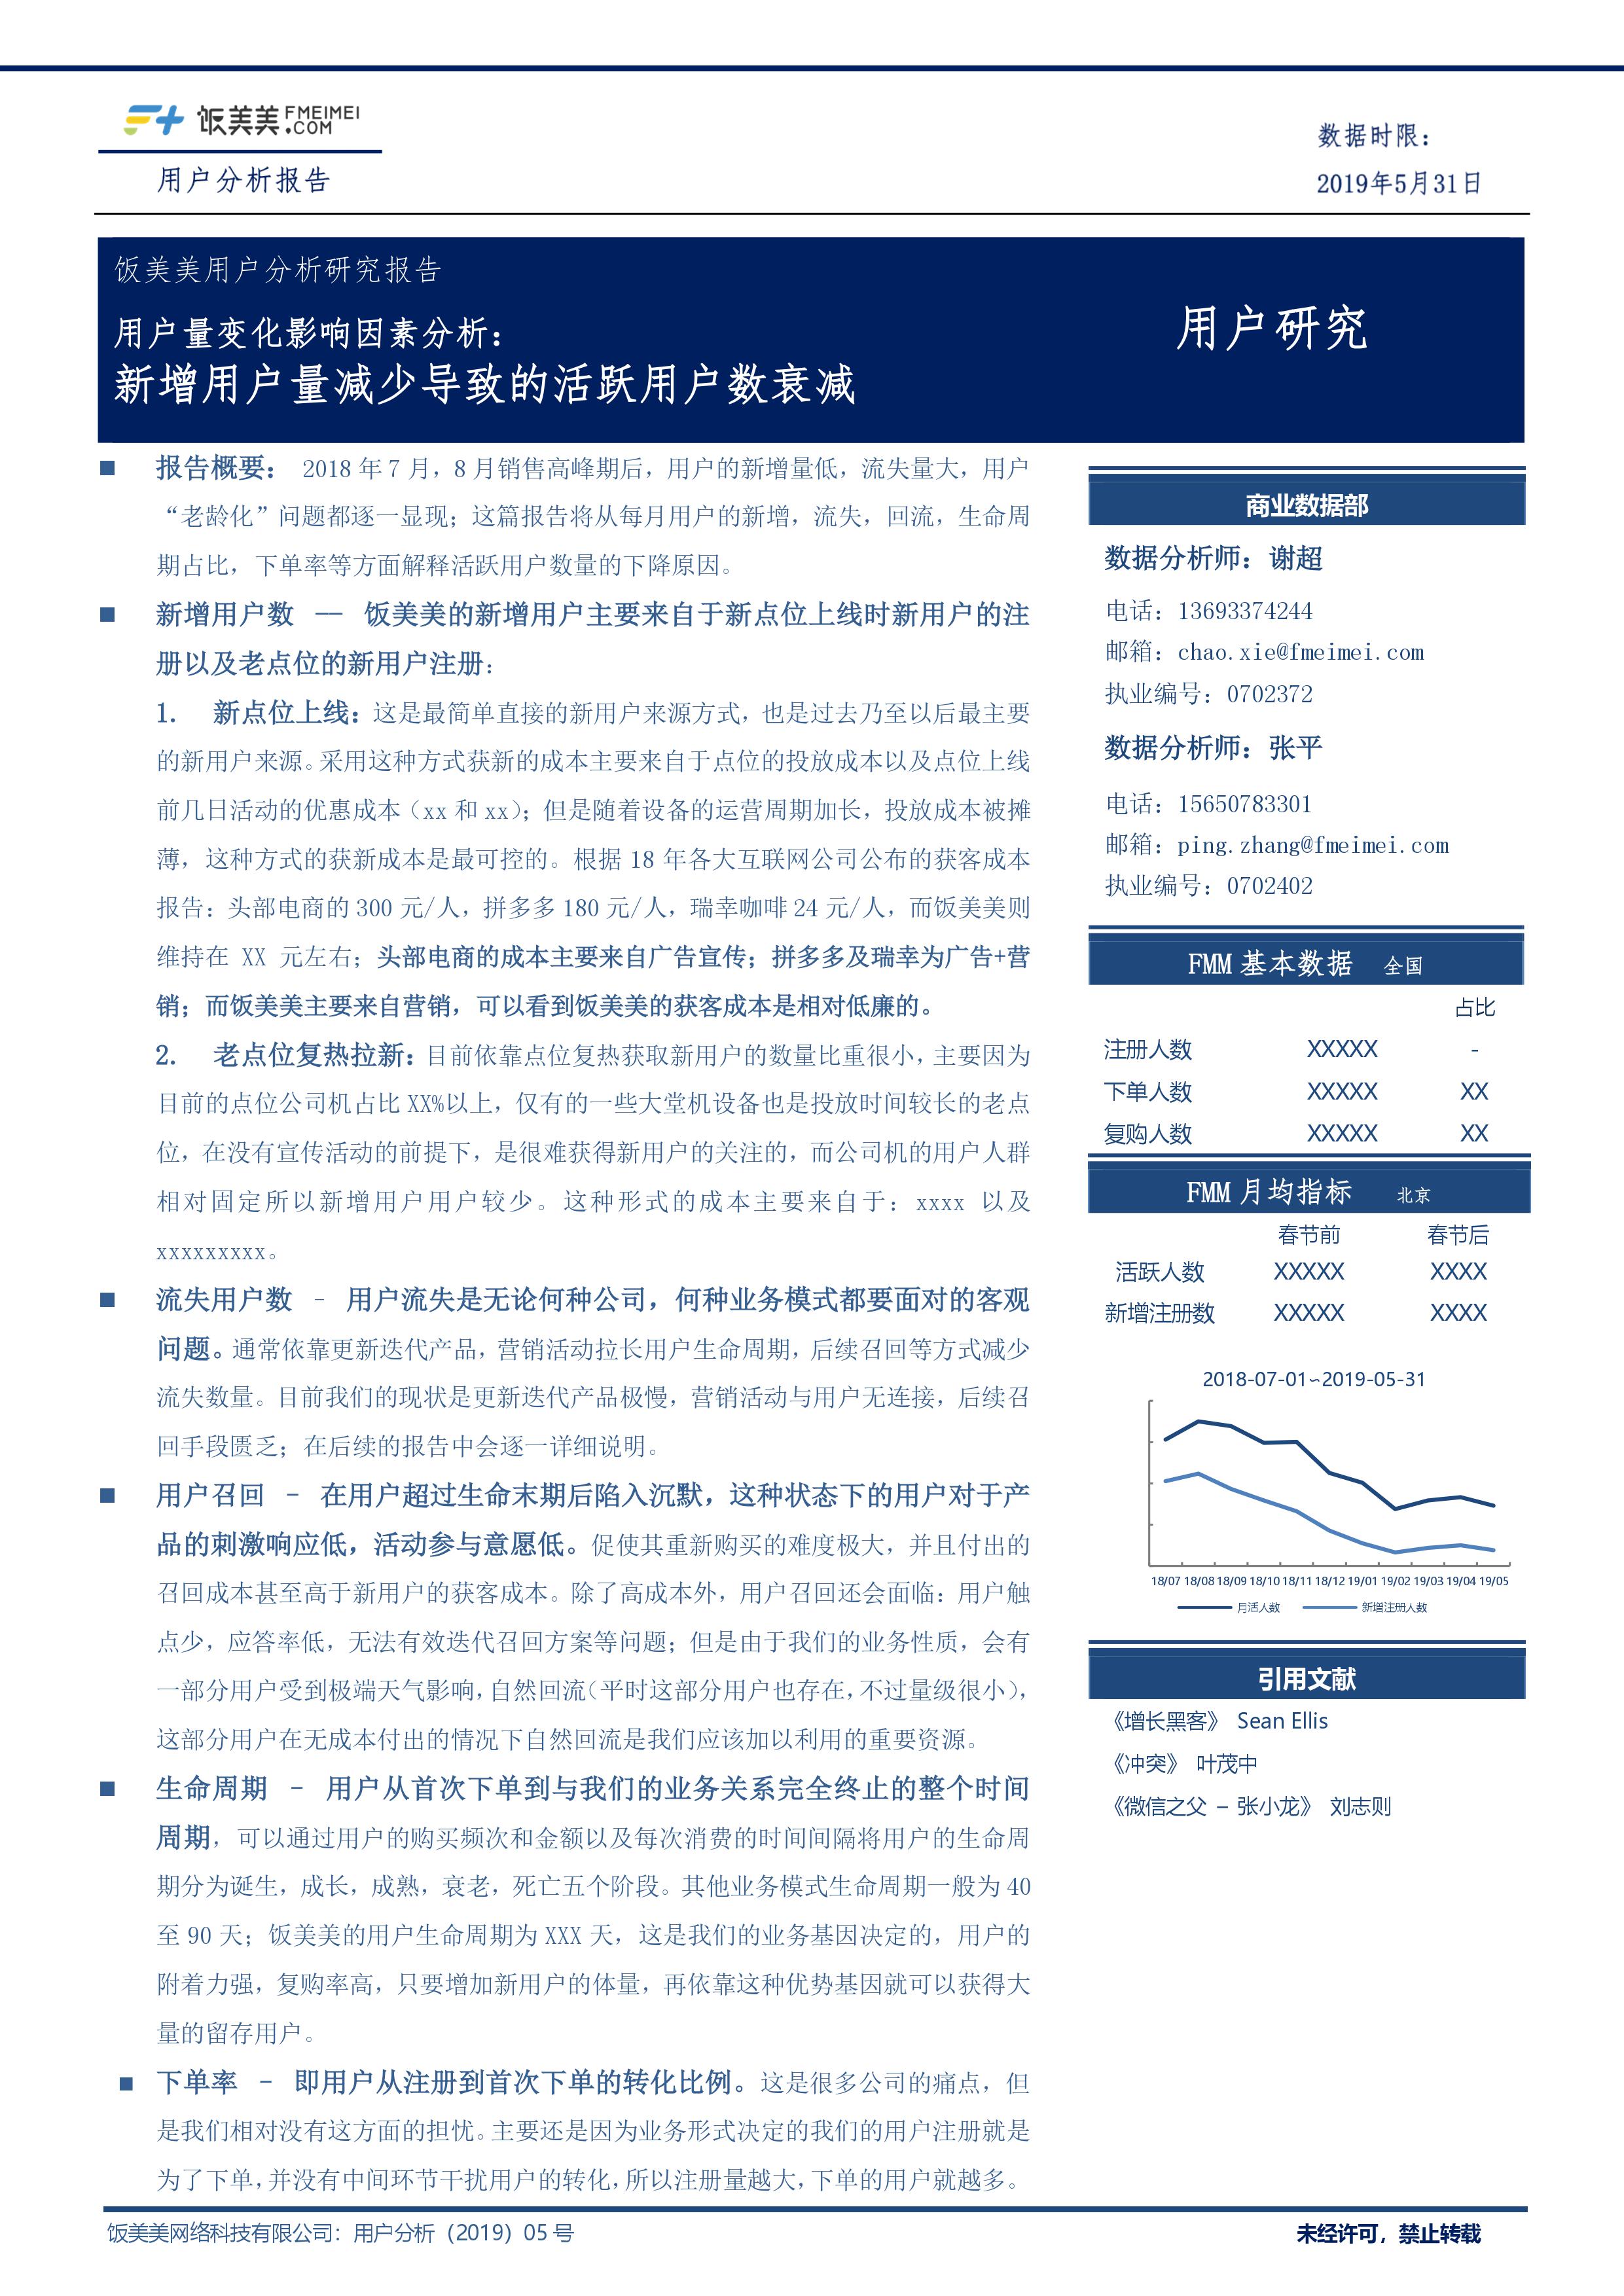 饭美美 FMEIMEI.COM
用户分析报告
数据时限：
2019年5月31日
饭美美用户分析研究报告
用户量变化影响因素分析：
新增用户量减少导致的活跃用户数衰减
用户研究
■ 报告概要： 2018 年 7 月，8 月销售高峰期后，用户的新增量低，流失量大，用户
“老龄化”问题都逐一显现；这篇报告将从每月用户的新增，流失，回流，生命周
期占比，下单率等方面解释活跃用户数量的下降原因。
■ 新增用户数 —— 饭美美的新增用户主要来自于新点位上线时新用户的注
册以及老点位的新用户注册：
1. 新点位上线：这是最简单直接的新用户来源方式，也是过去乃至以后最主要
的新用户来源。采用这种方式获新的成本主要来自于点位的投放成本以及点位上线
前几日活动的优惠成本（xx 和 xx）；但是随着设备的运营周期加长，投放成本被摊
薄，这种方式的获新成本是最可控的。根据 18 年各大互联网公司公布的获客成本
报告：头部电商的 300 元/人，拼多多 180 元/人，瑞幸咖啡 24 元/人，而饭美美则
维持在 XX 元左右；头部电商的成本主要来自广告宣传；拼多多及瑞幸为广告+营
销；而饭美美主要来自营销，可以看到饭美美的获客成本是相对低廉的。
2. 老点位复热拉新：目前依靠点位复热获取新用户的数量比重很小，主要因为
目前的点位公司机占比 XX%以上，仅有的一些大堂机设备也是投放时间较长的老点
位，在没有宣传活动的前提下，是很难获得新用户的关注的，而公司机的用户人群
相对固定所以新增用户用户较少。这种形式的成本主要来自于：xxxx 以及
xxxxxxxxx。
■ 流失用户数 – 用户流失是无论何种公司，何种业务模式都要面对的客观
问题。通常依靠更新迭代产品，营销活动拉长用户生命周期，后续召回等方式减少
流失数量。目前我们的现状是更新迭代产品极慢，营销活动与用户无连接，后续召
回手段匮乏；在后续的报告中会逐一详细说明。
■ 用户召回 – 在用户超过生命末期后陷入沉默，这种状态下的用户对于产
品的刺激响应低，活动参与意愿低。促使其重新购买的难度极大，并且付出的
召回成本甚至高于新用户的获客成本。除了高成本外，用户召回还会面临：用户触
点少，应答率低，无法有效迭代召回方案等问题；但是由于我们的业务性质，会有
一部分用户受到极端天气影响，自然回流（平时这部分用户也存在，不过量级很小），
这部分用户在无成本付出的情况下自然回流是我们应该加以利用的重要资源。
■ 生命周期 – 用户从首次下单到与我们的业务关系完全终止的整个时间
周期，可以通过用户的购买频次和金额以及每次消费的时间间隔将用户的生命周
期分为诞生，成长，成熟，衰老，死亡五个阶段。其他业务模式生命周期一般为 40
至 90 天；饭美美的用户生命周期为 XXX 天，这是我们的业务基因决定的，用户的
附着力强，复购率高，只要增加新用户的体量，再依靠这种优势基因就可以获得大
量的留存用户。
■ 下单率 – 即用户从注册到首次下单的转化比例。这是很多公司的痛点，但
是我们相对没有这方面的担忧。主要还是因为业务形式决定的我们的用户注册就是
为了下单，并没有中间环节干扰用户的转化，所以注册量越大，下单的用户就越多。
商业数据部
数据分析师：谢超
电话：13693374244
邮箱：chao.xie@fmeimei.com
执业编号：0702372
数据分析师：张平
电话：15650783301
邮箱：ping.zhang@fmeimei.com
执业编号：0702402
FMM 基本数据 全国
占比
注册人数 XXXXX -
下单人数 XXXXX XX
复购人数 XXXXX XX
FMM 月均指标 北京
春节前 春节后
活跃人数 XXXXX XXXX
新增注册数 XXXXX XXXX
2018-07-01~2019-05-31
18/07 18/08 18/09 18/10 18/11 18/12 19/01 19/02 19/03 19/04 19/05
月活人数 新增注册人数
引用文献
《增长黑客》 Sean Ellis
《冲突》 叶茂中
《微信之父 – 张小龙》 刘志则
饭美美网络科技有限公司：用户分析（2019）05 号
未经许可，禁止转载